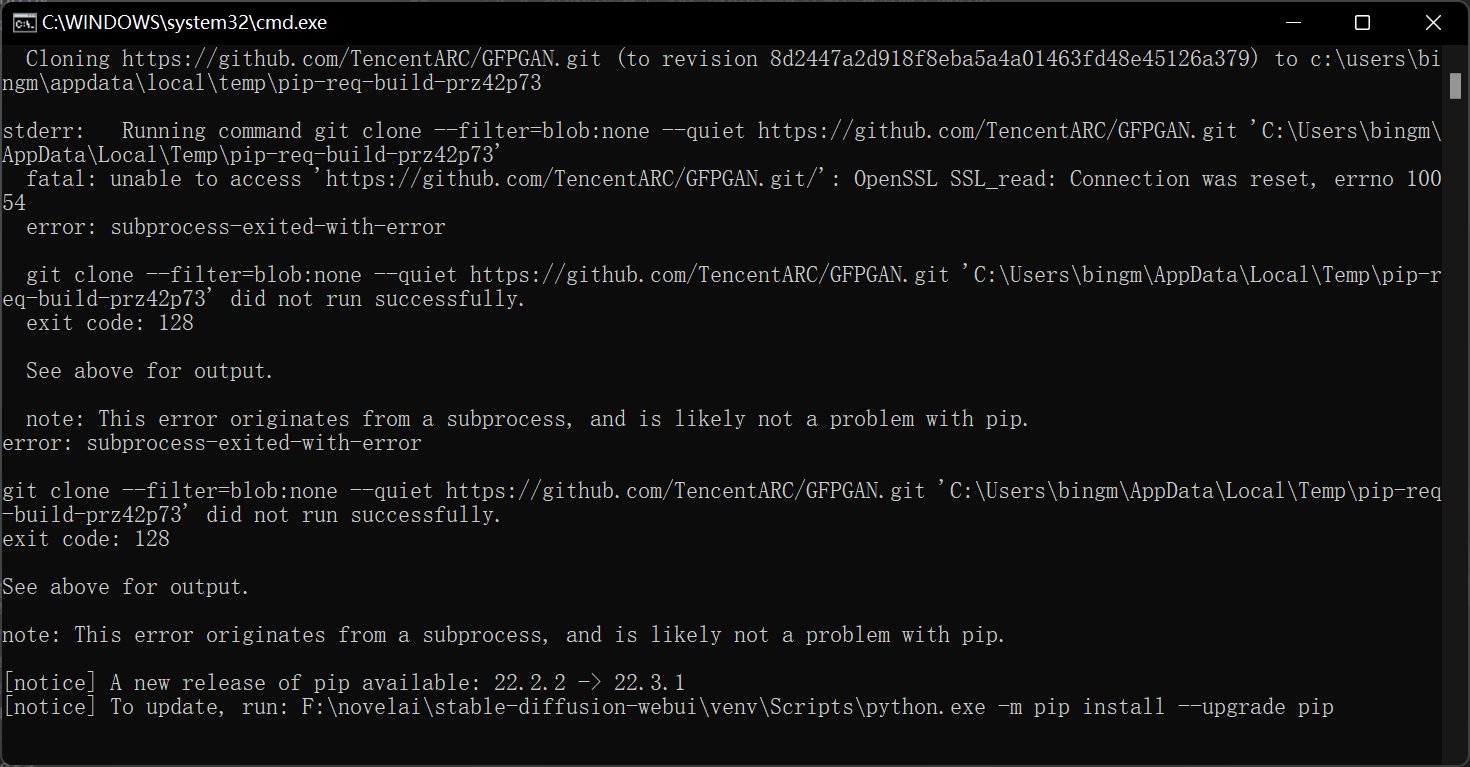 C:\WINDOWS\system32\cmd.exe
Cloning https://github.com/TencentARC/GFPGAN.git (to revision 8d2447a2d918f8eba5a4a01463fd48e45126a379) to c:\users\bi
ngm\appdata\local\temp\pip-req-build-prz42p73
stderr:   Running command git clone --filter=blob:none --quiet https://github.com/TencentARC/GFPGAN.git 'C:\Users\bingm\
AppData\Local\Temp\pip-req-build-prz42p73'
fatal: unable to access 'https://github.com/TencentARC/GFPGAN.git/': OpenSSL SSL_read: Connection was reset, errno 100
54
error: subprocess-exited-with-error
git clone --filter=blob:none --quiet https://github.com/TencentARC/GFPGAN.git 'C:\Users\bingm\AppData\Local\Temp\pip-r
eq-build-prz42p73' did not run successfully.
exit code: 128
See above for output.
note: This error originates from a subprocess, and is likely not a problem with pip.
error: subprocess-exited-with-error
git clone --filter=blob:none --quiet https://github.com/TencentARC/GFPGAN.git 'C:\Users\bingm\AppData\Local\Temp\pip-req
-build-prz42p73' did not run successfully.
exit code: 128
See above for output.
note: This error originates from a subprocess, and is likely not a problem with pip.
[notice] A new release of pip available: 22.2.2 -> 22.3.1
[notice] To update, run: F:\novelai\stable-diffusion-webui\venv\Scripts\python.exe -m pip install --upgrade pip